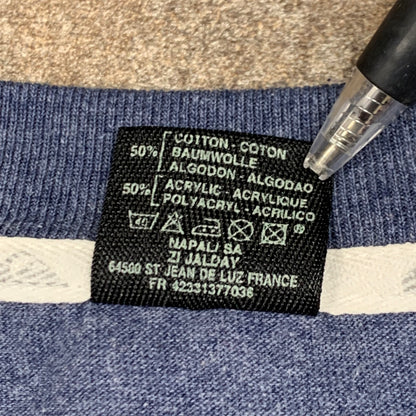 50% COTTON - COTON
BAUMWOLLE
ALGODON - ALGODAO
50% ACRYLIC - ACRYLIQUE
POLYACRYL - ACRILICO
40 ®
NAPALI SA
ZI JALDAY
64500 ST JEAN DE LUZ FRANCE
FR 42331377036